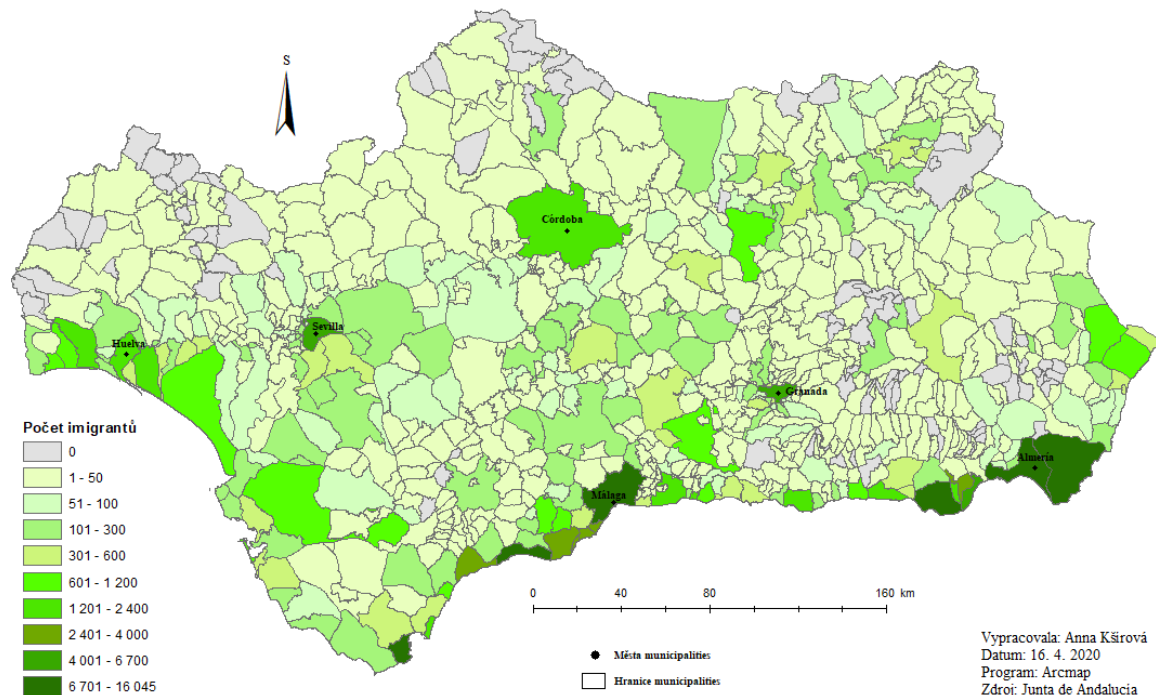 S
Córdoba
Sevilla
Huelva
Granada
Almería
Málaga
Počet imigrantů
0
1 - 50
51 - 100
101 - 300
301 - 600
601 - 1 200
1 201 - 2 400
2 401 - 4 000
4 001 - 6 700
6 701 - 16 045
0 40 80 160 km
Města municipalities
Hranice municipalities
Vypracovala: Anna Kšírová
Datum: 16. 4. 2020
Program: Arcmap
Zdroj: Junta de Andalucía